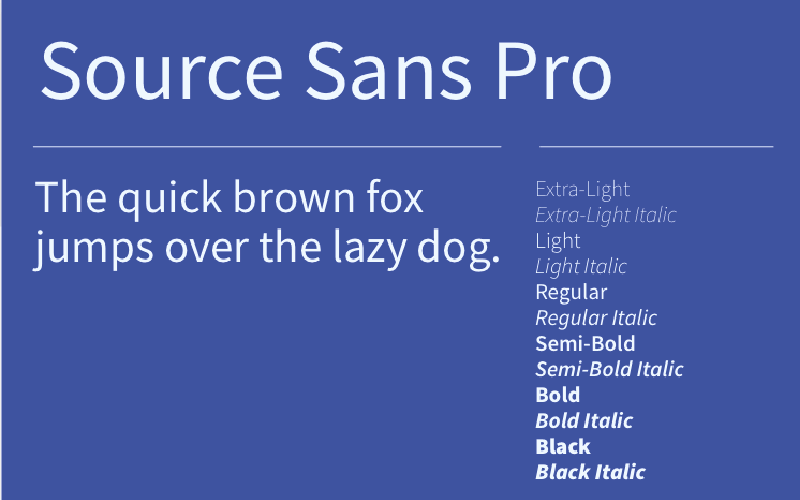 Source Sans Pro
The quick brown fox
jumps over the lazy dog.
Extra-Light
Extra-Light Italic
Light
Light Italic
Regular
Regular Italic
Semi-Bold
Semi-Bold Italic
Bold
Bold Italic
Black
Black Italic